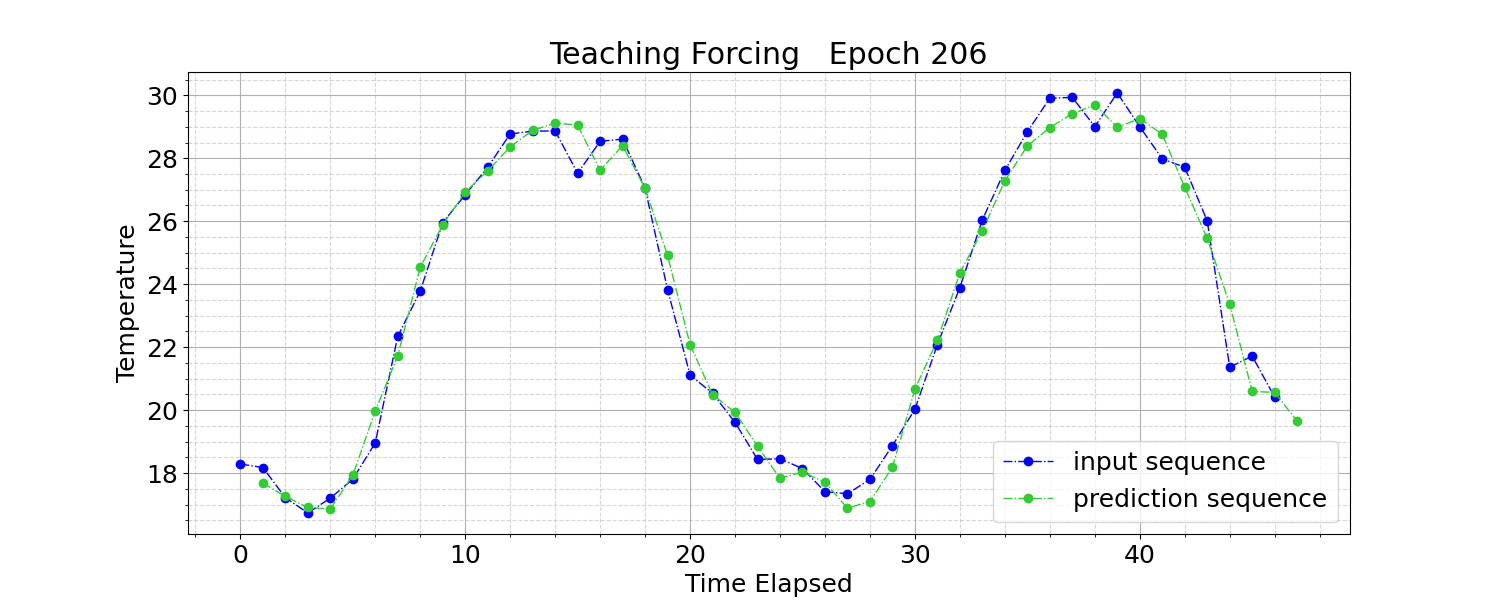 Teaching Forcing   Epoch 206
Temperature
30
28
26
24
22
20
18
input sequence
prediction sequence
0 10 20 30 40
Time Elapsed